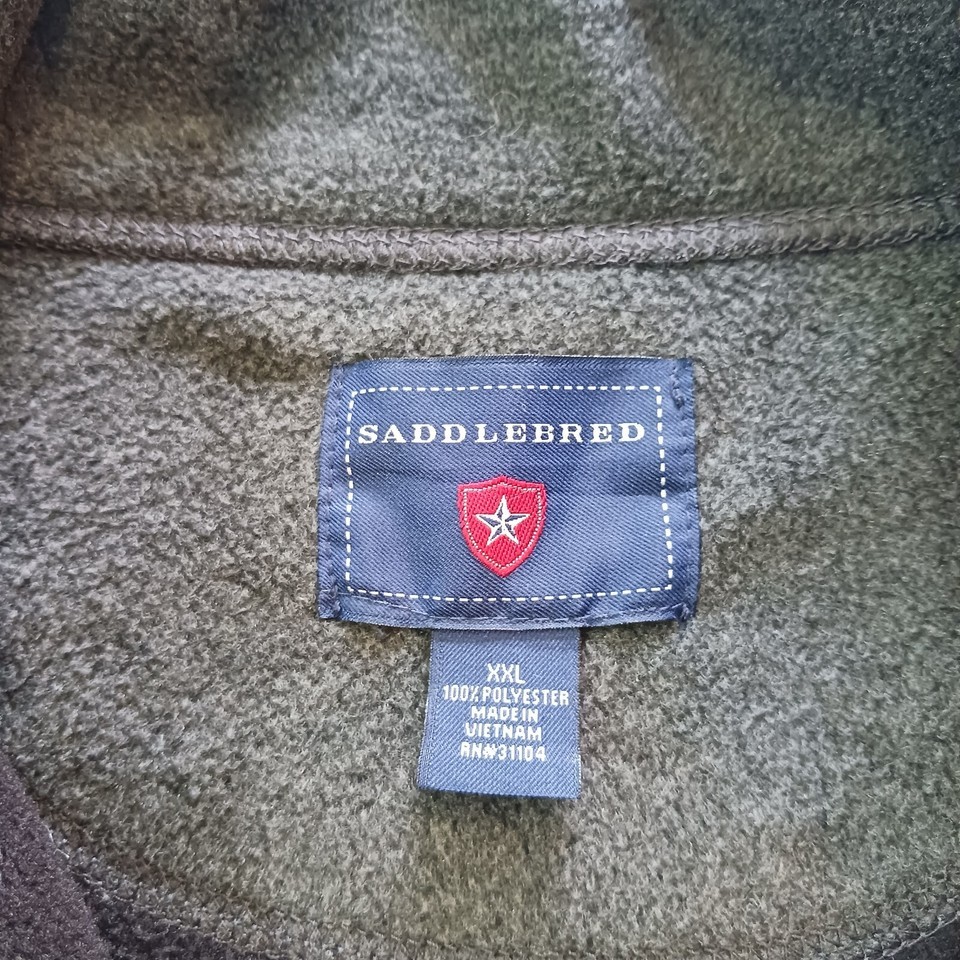 SADDLEBRED
XXL
100% POLYESTER
MADE IN
VIETNAM
RN#31104